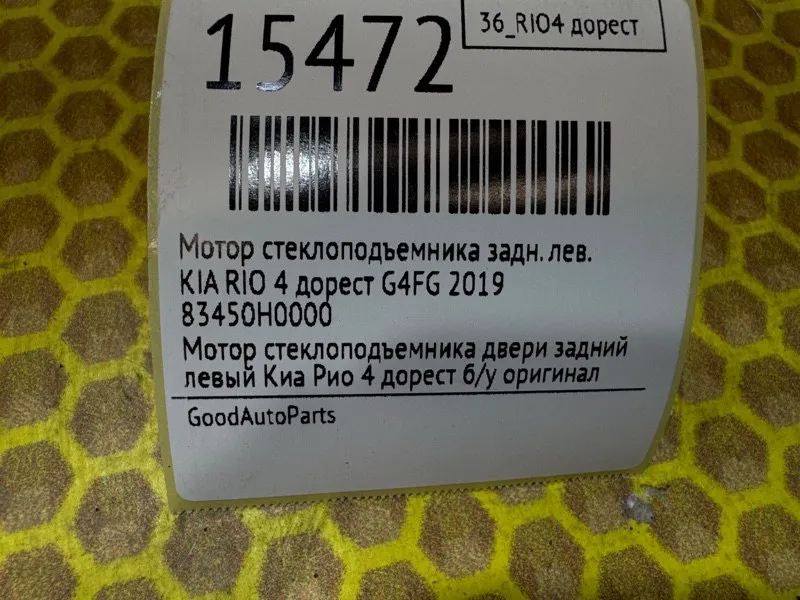 15472
36_RIO4 дорест
Мотор стеклоподъемника задн. лев.
KIA RIO 4 дорест G4FG 2019
83450H0000
Мотор стеклоподъемника двери задний
левый Киа Рио 4 дорест б/у оригинал
GoodAutoParts